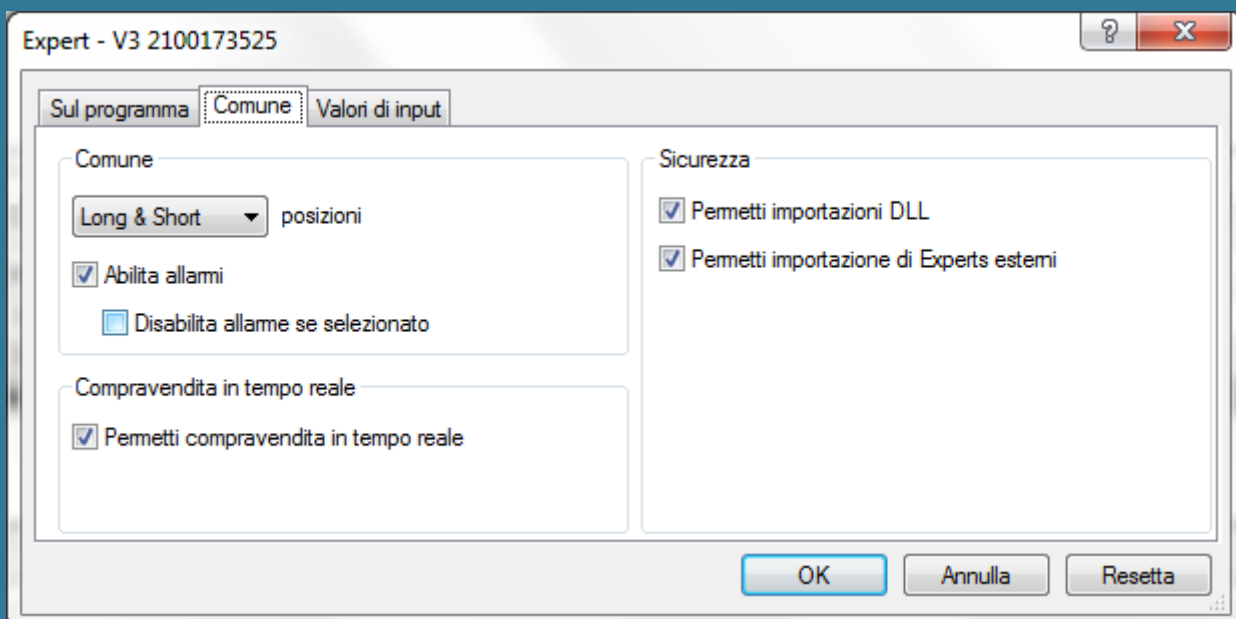 Expert - V3 2100173525
Sul programma
Comune
Valori di input
Comune
Long & Short
posizioni
Abilita allarmi
Disabilita allarme se selezionato
Compravendita in tempo reale
Permetti compravendita in tempo reale
Sicurezza
Permetti importazioni DLL
Permetti importazione di Experts esterni
OK
Annulla
Resetta